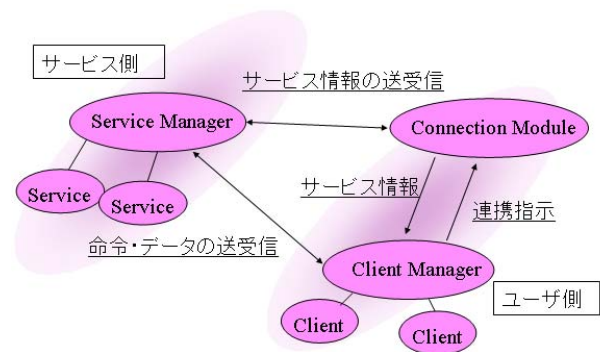 サービス側
サービス情報の送受信
Service Manager
Connection Module
Service
Service
サービス情報
連携指示
命令・データの送受信
Client Manager
ユーザ側
Client
Client